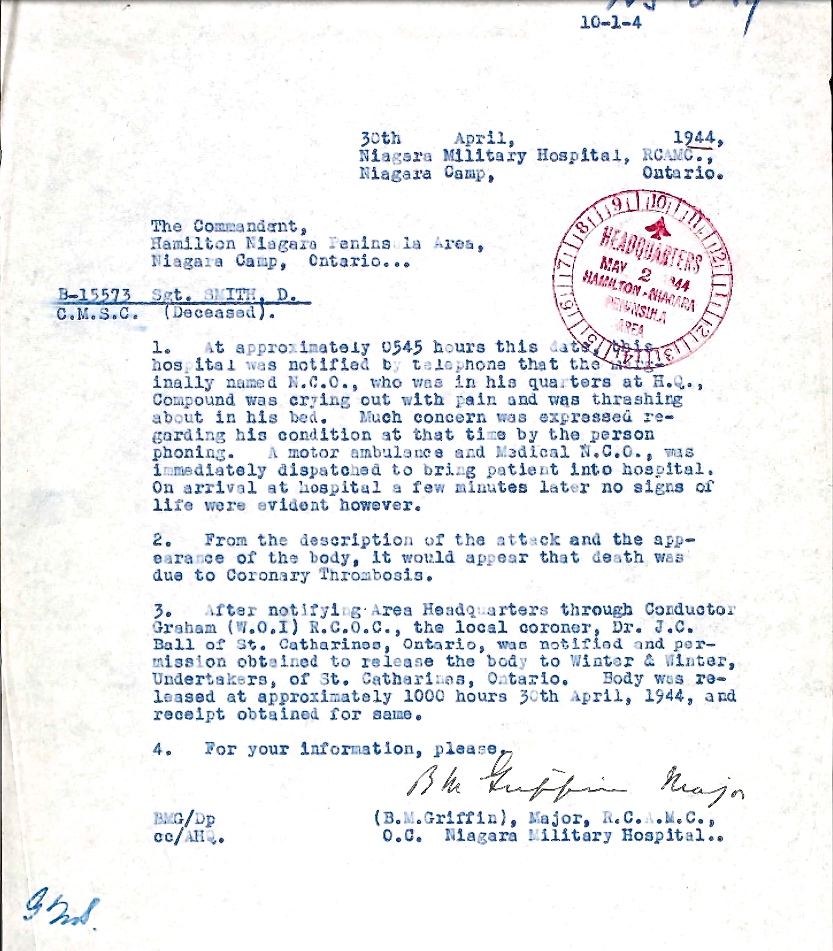 10-1-4
30th April, 1944,
Niagara Military Hospital, RCAMC.,
Niagara Camp, Ontario.
The Commandant,
Hamilton Niagara Peninsula Area,
Niagara Camp, Ontario...
HEADQUARTERS
MAY 2 1944
HAMILTON-NIAGARA
PENINSULA
AREA
B-15573 Sgt. SMITH, D.
C.M.S.C. (Deceased).
1. At approximately 0545 hours this date, this
hospital was notified by telephone that the marg-
inally named N.C.O., who was in his quarters at H.Q.,
Compound was crying out with pain and was thrashing
about in his bed. Much concern was expressed re-
garding his condition at that time by the person
phoning. A motor ambulance and Medical N.C.O., was
immediately dispatched to bring patient into hospital.
On arrival at hospital a few minutes later no signs of
life were evident however.
2. From the description of the attack and the app-
earance of the body, it would appear that death was
due to Coronary Thrombosis.
3. After notifying Area Headquarters through Conductor
Graham (W.O.I) R.C.O.C., the local coroner, Dr. J.C.
Ball of St. Catharines, Ontario, was notified and per-
mission obtained to release the body to Winter & Winter,
Undertakers, of St. Catharines, Ontario. Body was re-
leased at approximately 1000 hours 30th April, 1944, and
receipt obtained for same.
4. For your information, please.
B M Griffin Major
BMG/Dp (B.M.Griffin), Major, R.C.A.M.C.,
cc/AHQ. O.C. Niagara Military Hospital..